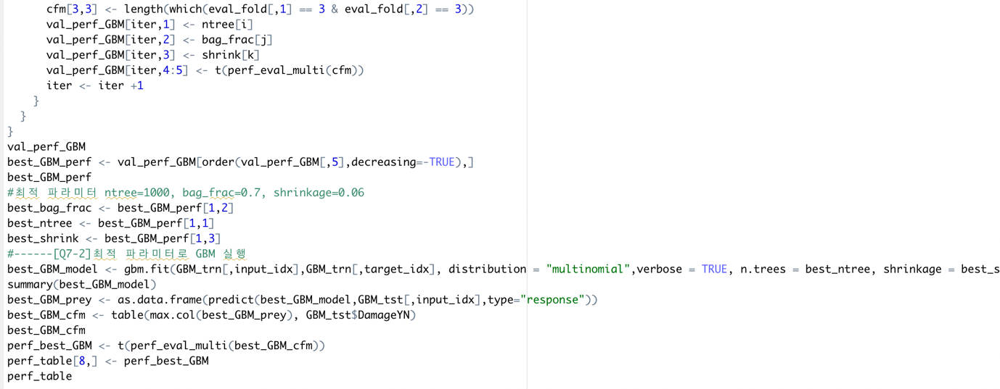 cfm[3,3] <- length(which(eval_fold[,1] == 3 & eval_fold[,2] == 3))
val_perf_GBM[iter,1] <- ntree[i]
val_perf_GBM[iter,2] <- bag_frac[j]
val_perf_GBM[iter,3] <- shrink[k]
val_perf_GBM[iter,4:5] <- t(perf_eval_multi(cfm))
iter <- iter +1
}
}
}
val_perf_GBM
best_GBM_perf <- val_perf_GBM[order(val_perf_GBM[,5],decreasing=-TRUE),]
best_GBM_perf
#최적 파라미터 ntree=1000, bag_frac=0.7, shrinkage=0.06
best_bag_frac <- best_GBM_perf[1,2]
best_ntree <- best_GBM_perf[1,1]
best_shrink <- best_GBM_perf[1,3]
#------[Q7-2]최적 파라미터로 GBM 실행
best_GBM_model <- gbm.fit(GBM_trn[,input_idx],GBM_trn[,target_idx], distribution = "multinomial",verbose = TRUE, n.trees = best_ntree, shrinkage = best_s
summary(best_GBM_model)
best_GBM_prey <- as.data.frame(predict(best_GBM_model,GBM_tst[,input_idx],type="response"))
best_GBM_cfm <- table(max.col(best_GBM_prey), GBM_tst$DamageYN)
best_GBM_cfm
perf_best_GBM <- t(perf_eval_multi(best_GBM_cfm))
perf_table[8,] <- perf_best_GBM
perf_table